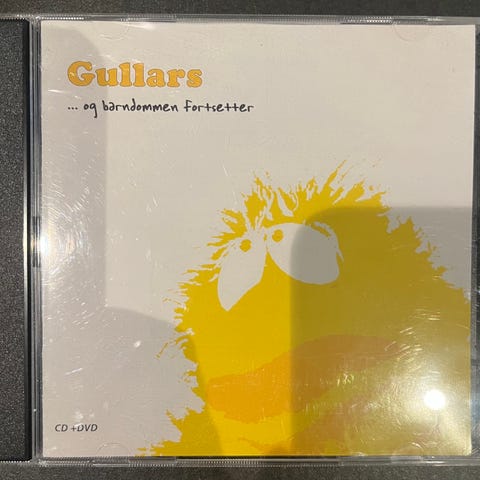 Gullars
... og barndommen fortsetter
CD +DVD